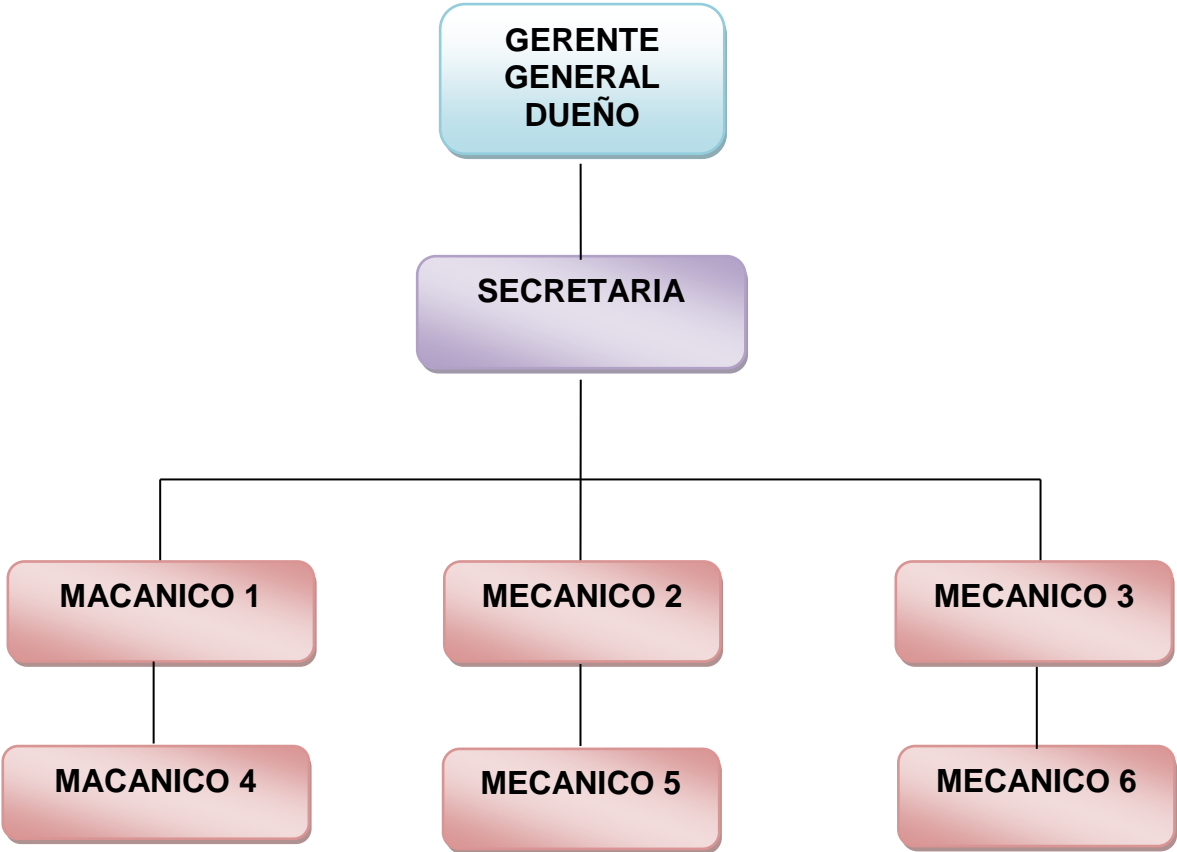 GERENTE
GENERAL
DUEÑO
SECRETARIA
MACANICO 1
MECANICO 2
MECANICO 3
MACANICO 4
MECANICO 5
MECANICO 6